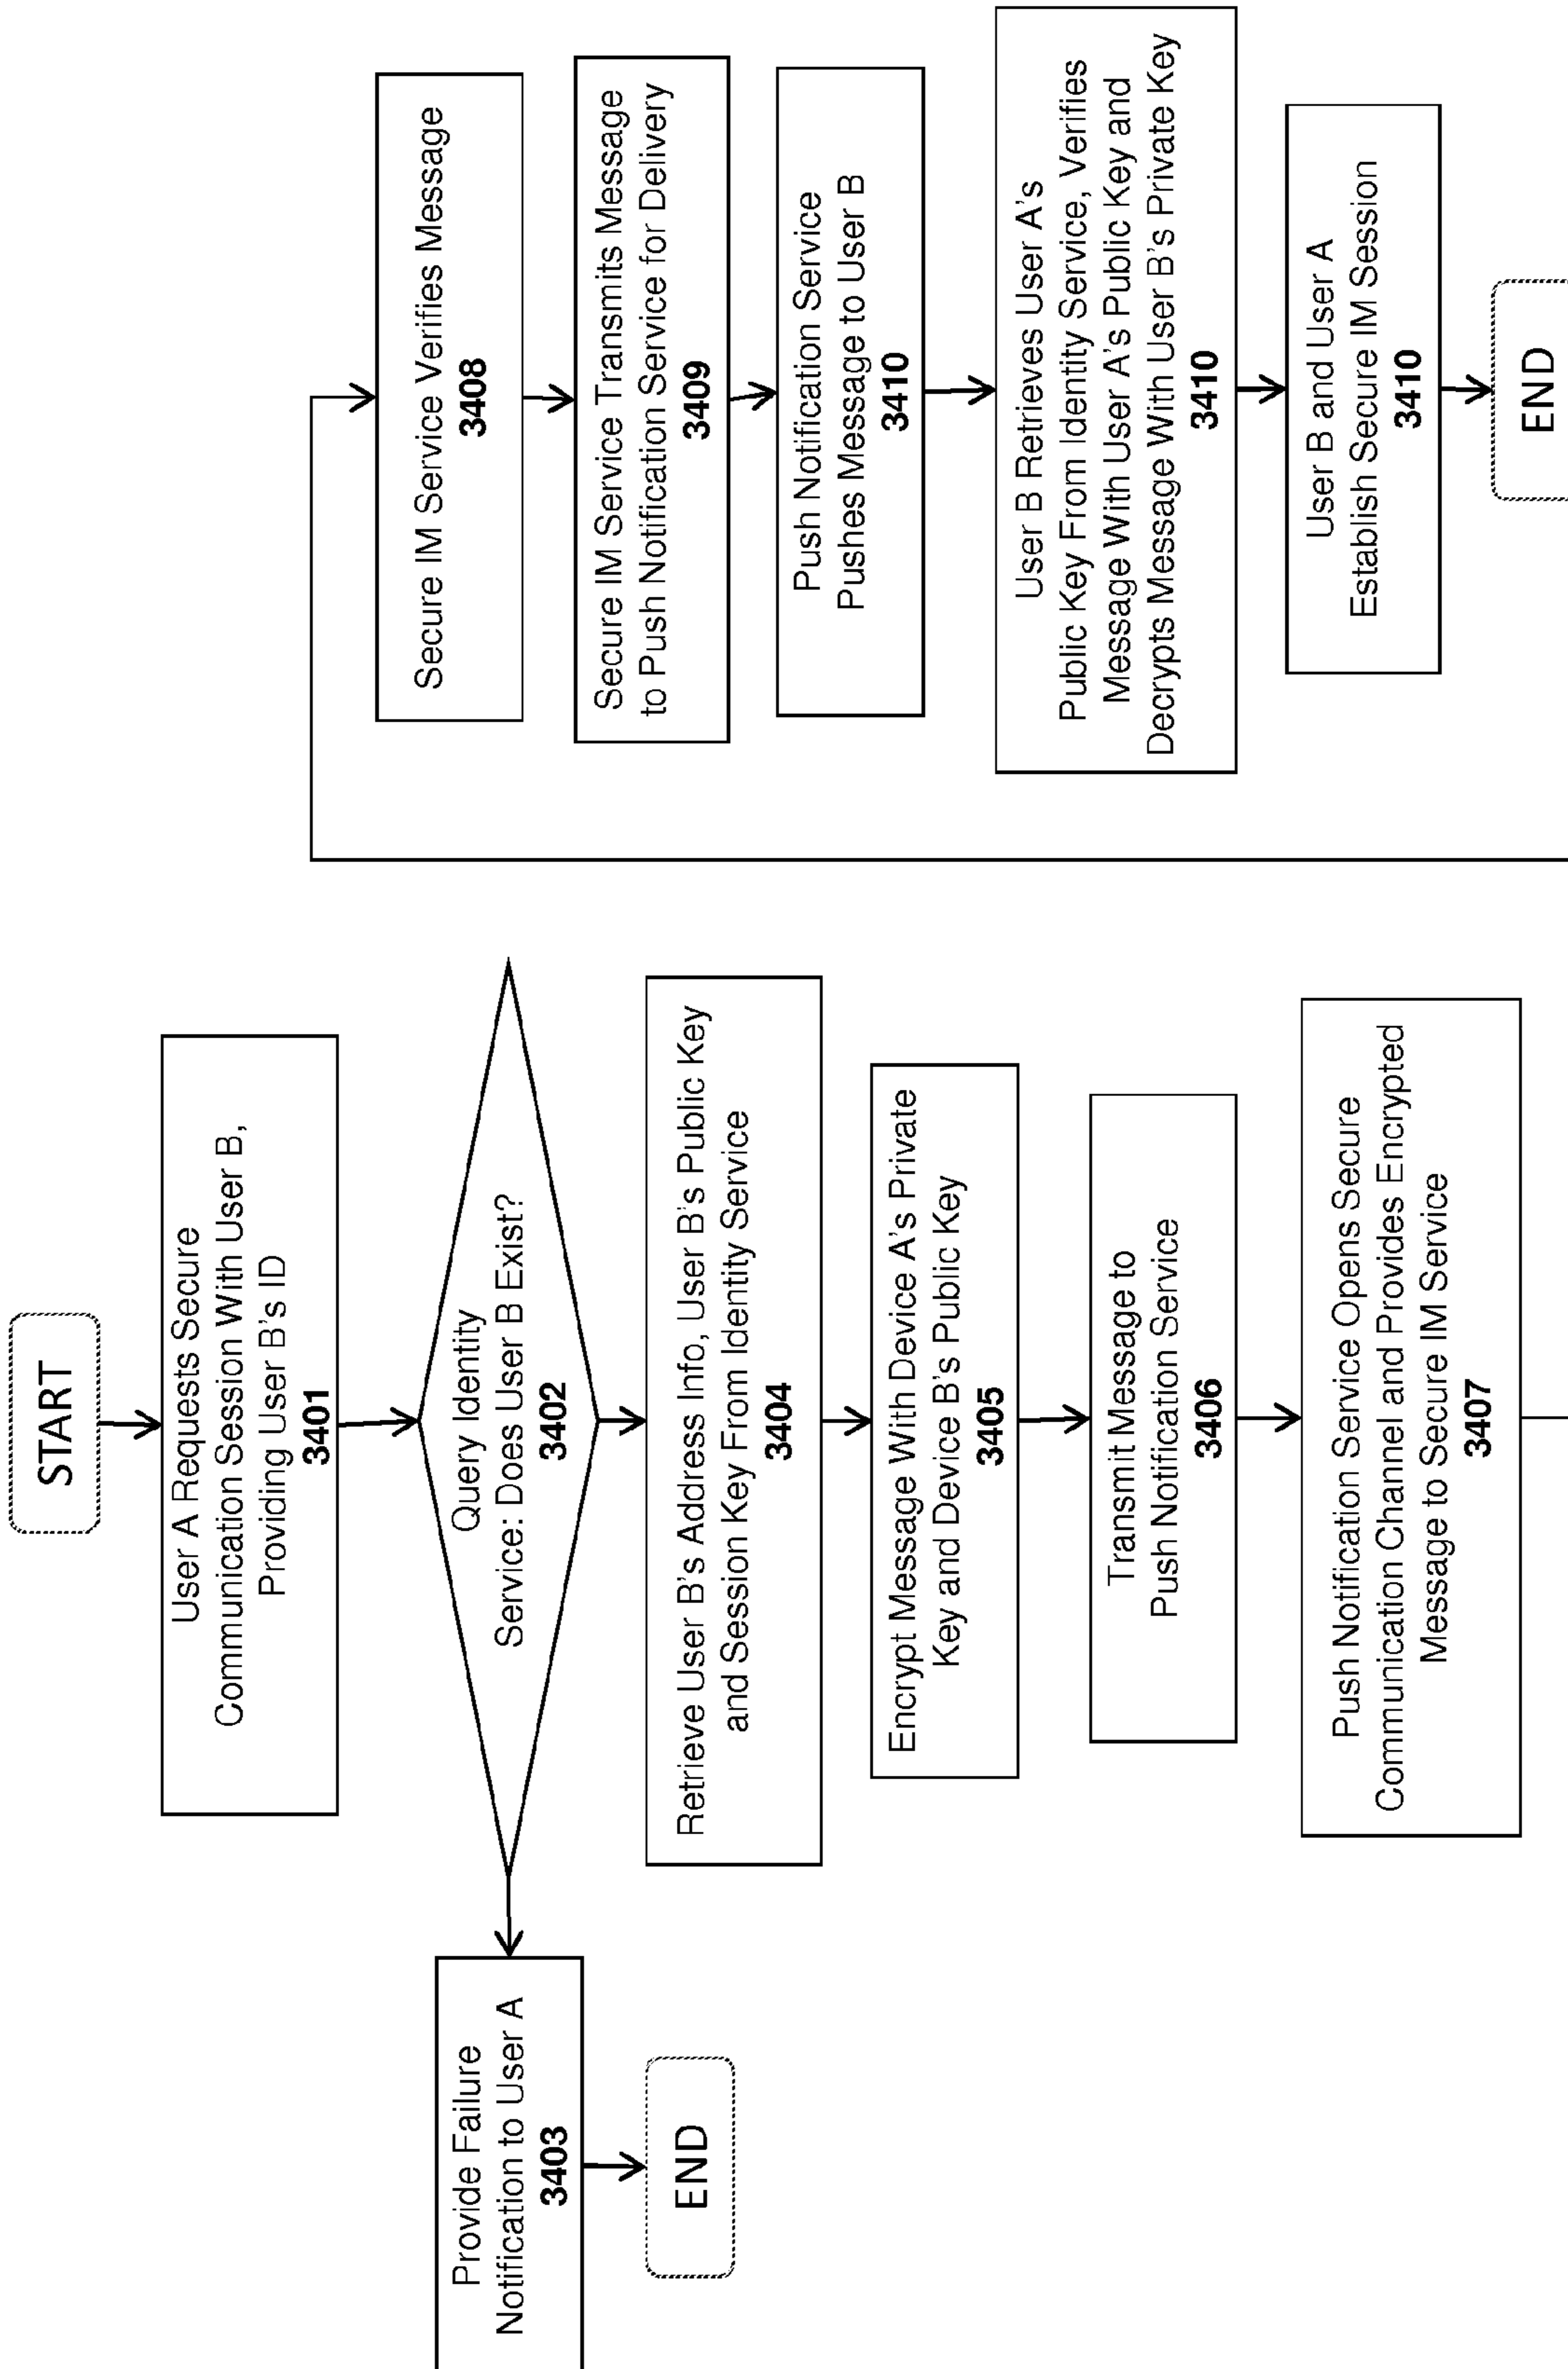 START
User A Requests Secure
Communication Session With User B,
Providing User B's ID
3401
Query Identity
Service: Does User B Exist?
3402
Provide Failure
Notification to User A
3403
END
Retrieve User B's Address Info, User B's Public Key
and Session Key From Identity Service
3404
Encrypt Message With Device A's Private
Key and Device B's Public Key
3405
Transmit Message to
Push Notification Service
3406
Push Notification Service Opens Secure
Communication Channel and Provides Encrypted
Message to Secure IM Service
3407
Secure IM Service Verifies Message
3408
Secure IM Service Transmits Message
to Push Notification Service for Delivery
3409
Push Notification Service
Pushes Message to User B
3410
User B Retrieves User A's
Public Key From Identity Service, Verifies
Message With User A's Public Key and
Decrypts Message With User B's Private Key
3410
User B and User A
Establish Secure IM Session
3410
END